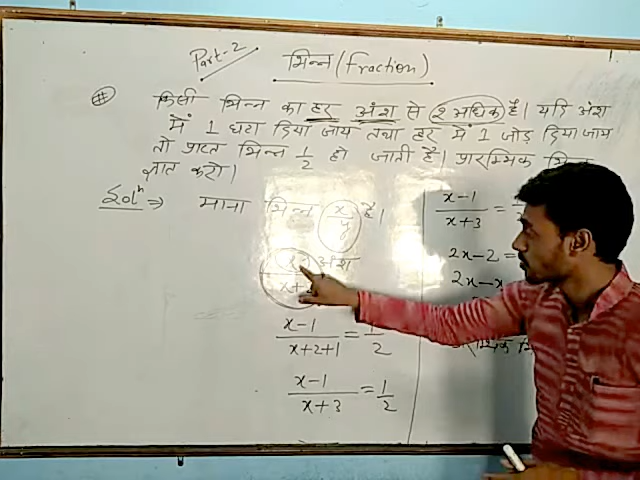 Part-2
भिन्न (fraction)
# किसी भिन्न का हर अंश से 2 अधिक है। यदि अंश
में 1 घटा दिया जाय तथा हर में 1 जोड़ दिया जाय
तो प्राप्त भिन्न 1/2 हो जाती है। प्रारम्भिक भिन्न
ज्ञात करो।
Solⁿ ⇒ माना भिन्न x/y है।
अंश
(x-1)/(x+2+1) = 1/2
(x-1)/(x+3) = 1/2
(x-1)/(x+3) =
2x-2 =
2x-x